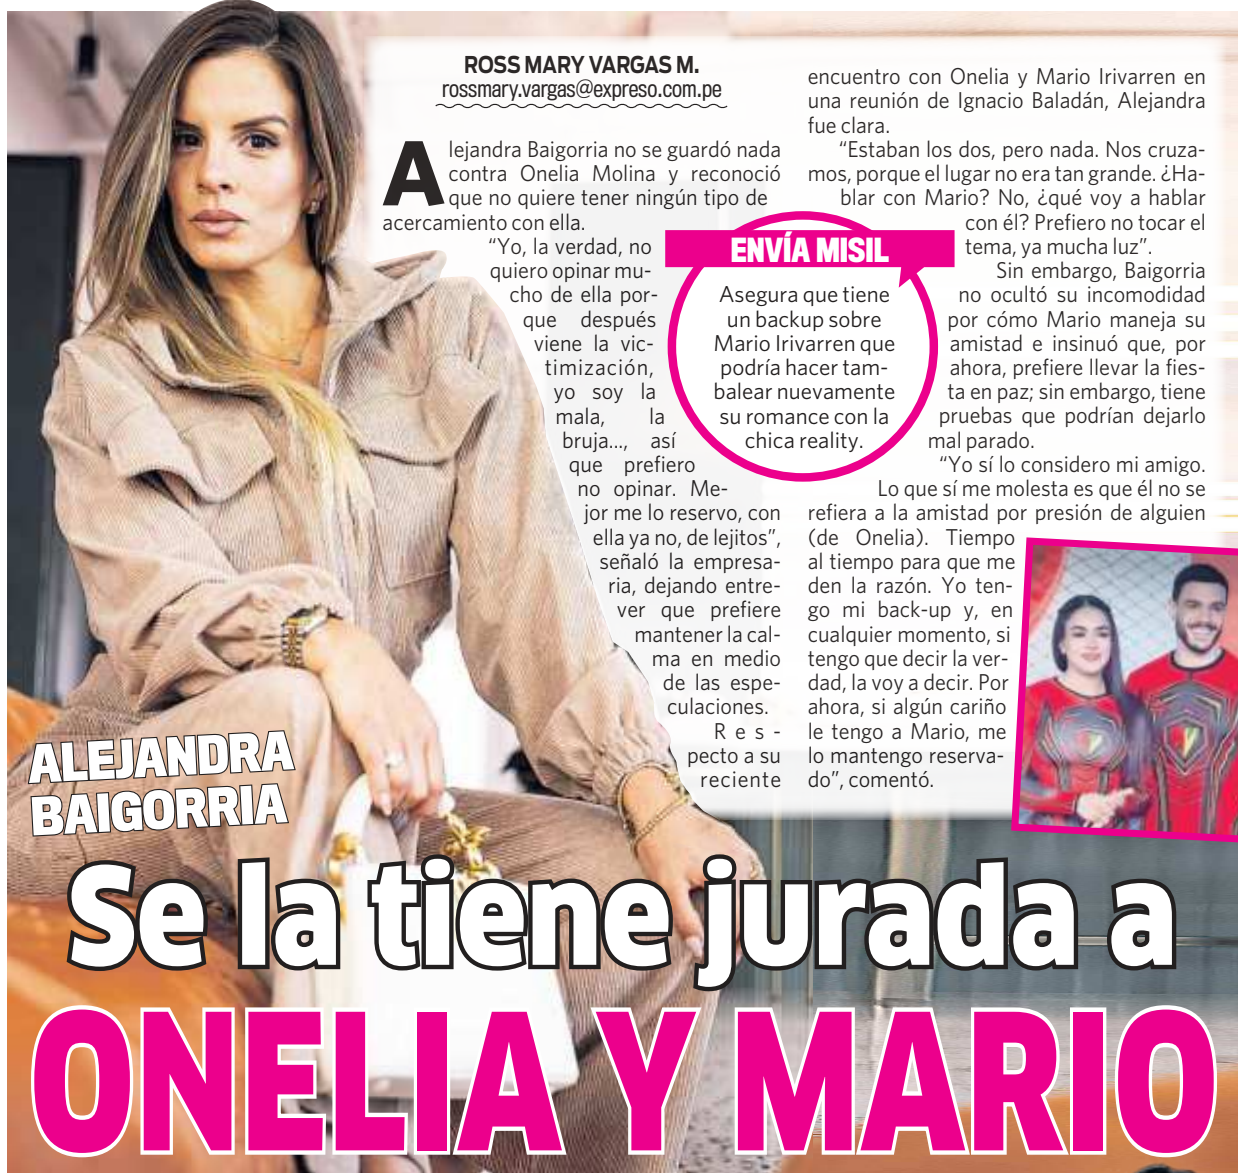 ROSS MARY VARGAS M.
rossmary.vargas@expreso.com.pe
Alejandra Baigorria no se guardó nada
contra Onelia Molina y reconoció
que no quiere tener ningún tipo de
acercamiento con ella.
“Yo, la verdad, no
quiero opinar mu-
cho de ella por-
que después
viene la vic-
timización,
yo soy la
mala, la
bruja..., así
que prefiero
no opinar. Me-
jor me lo reservo, con
ella ya no, de lejitos”,
señaló la empresa-
ria, dejando entre-
ver que prefiere
mantener la cal-
ma en medio
de las espe-
culaciones.
Res-
pecto a su
reciente
encuentro con Onelia y Mario Irivarren en
una reunión de Ignacio Baladán, Alejandra
fue clara.
“Estaban los dos, pero nada. Nos cruza-
mos, porque el lugar no era tan grande. ¿Ha-
blar con Mario? No, ¿qué voy a hablar
con él? Prefiero no tocar el
tema, ya mucha luz”.
Sin embargo, Baigorria
no ocultó su incomodidad
por cómo Mario maneja su
amistad e insinuó que, por
ahora, prefiere llevar la fies-
ta en paz; sin embargo, tiene
pruebas que podrían dejarlo
mal parado.
“Yo sí lo considero mi amigo.
Lo que sí me molesta es que él no se
refiera a la amistad por presión de alguien
(de Onelia). Tiempo
al tiempo para que me
den la razón. Yo ten-
go mi back-up y, en
cualquier momento, si
tengo que decir la ver-
dad, la voy a decir. Por
ahora, si algún cariño
le tengo a Mario, me
lo mantengo reserva-
do”, comentó.
ENVÍA MISIL
Asegura que tiene
un backup sobre
Mario Irivarren que
podría hacer tam-
balear nuevamente
su romance con la
chica reality.
ALEJANDRA
BAIGORRIA
Se la tiene jurada a
ONELIA Y MARIO